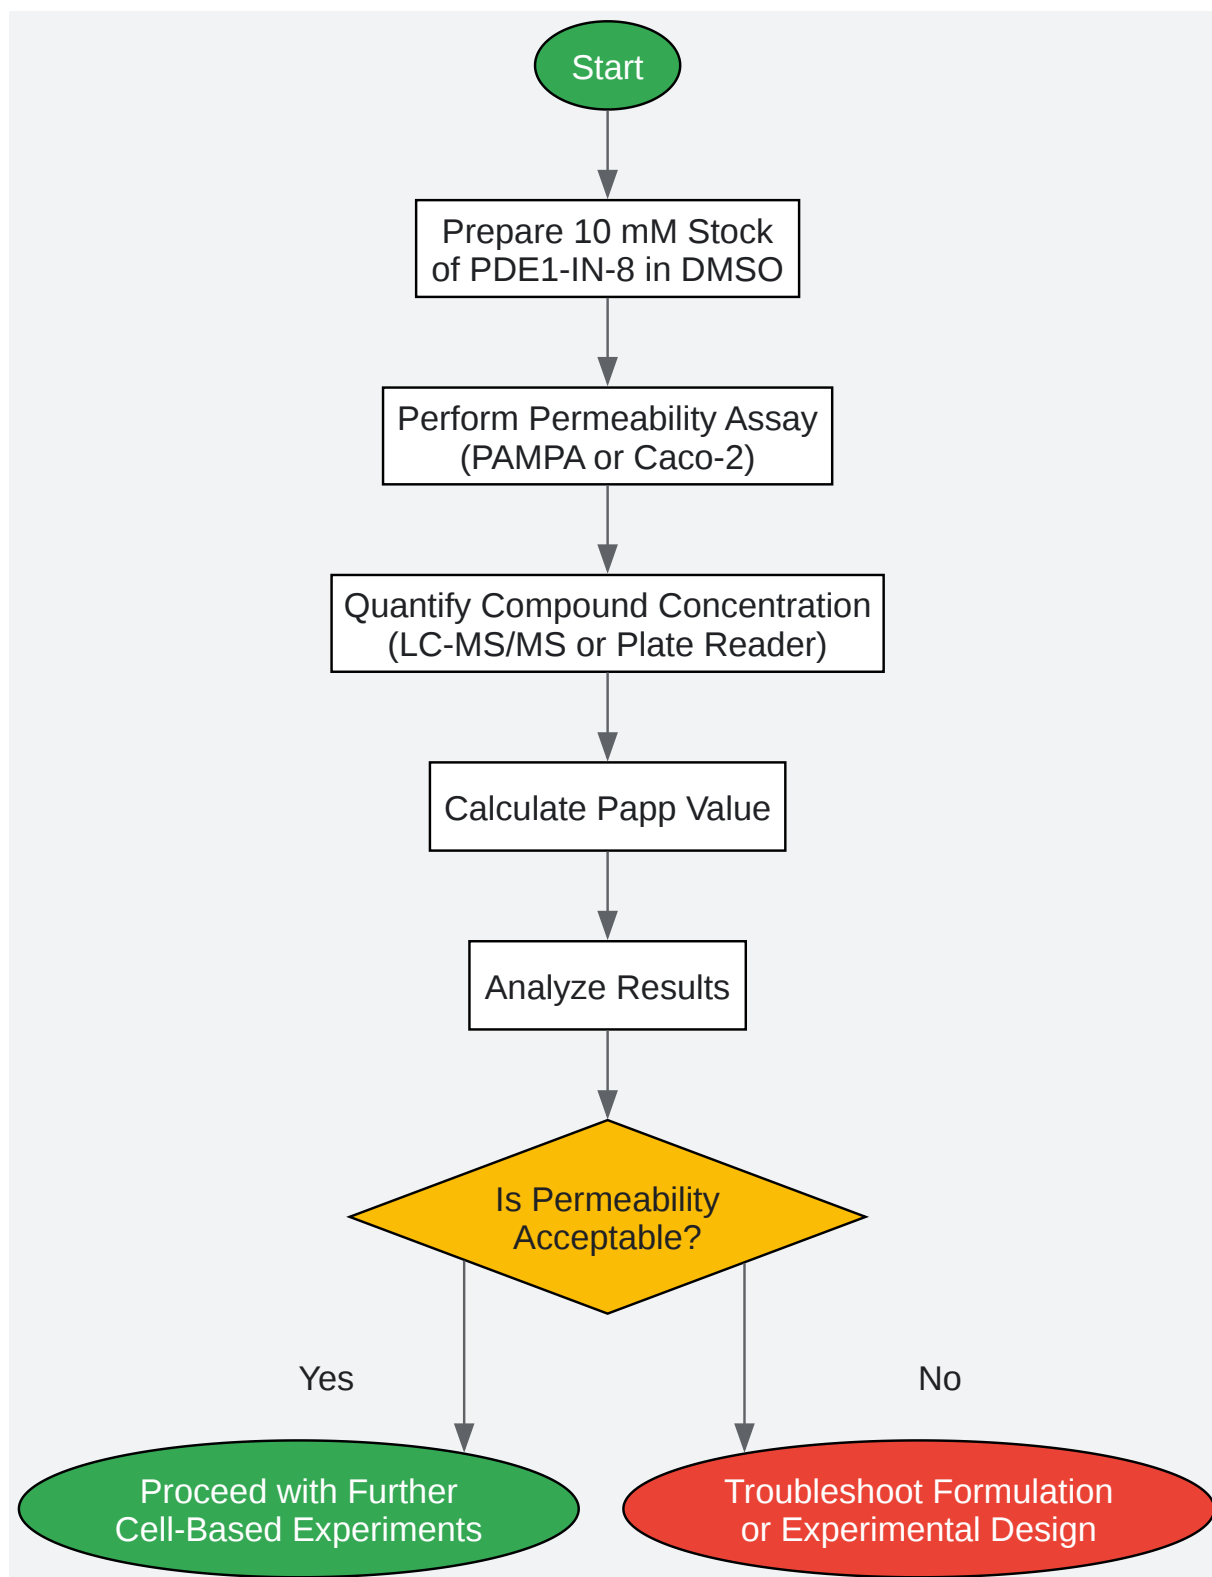 Start
Prepare 10 mM Stock
of PDE1-IN-8 in DMSO
Perform Permeability Assay
(PAMPA or Caco-2)
Quantify Compound Concentration
(LC-MS/MS or Plate Reader)
Calculate Papp Value
Analyze Results
Is Permeability
Acceptable?
Yes
No
Proceed with Further
Cell-Based Experiments
Troubleshoot Formulation
or Experimental Design